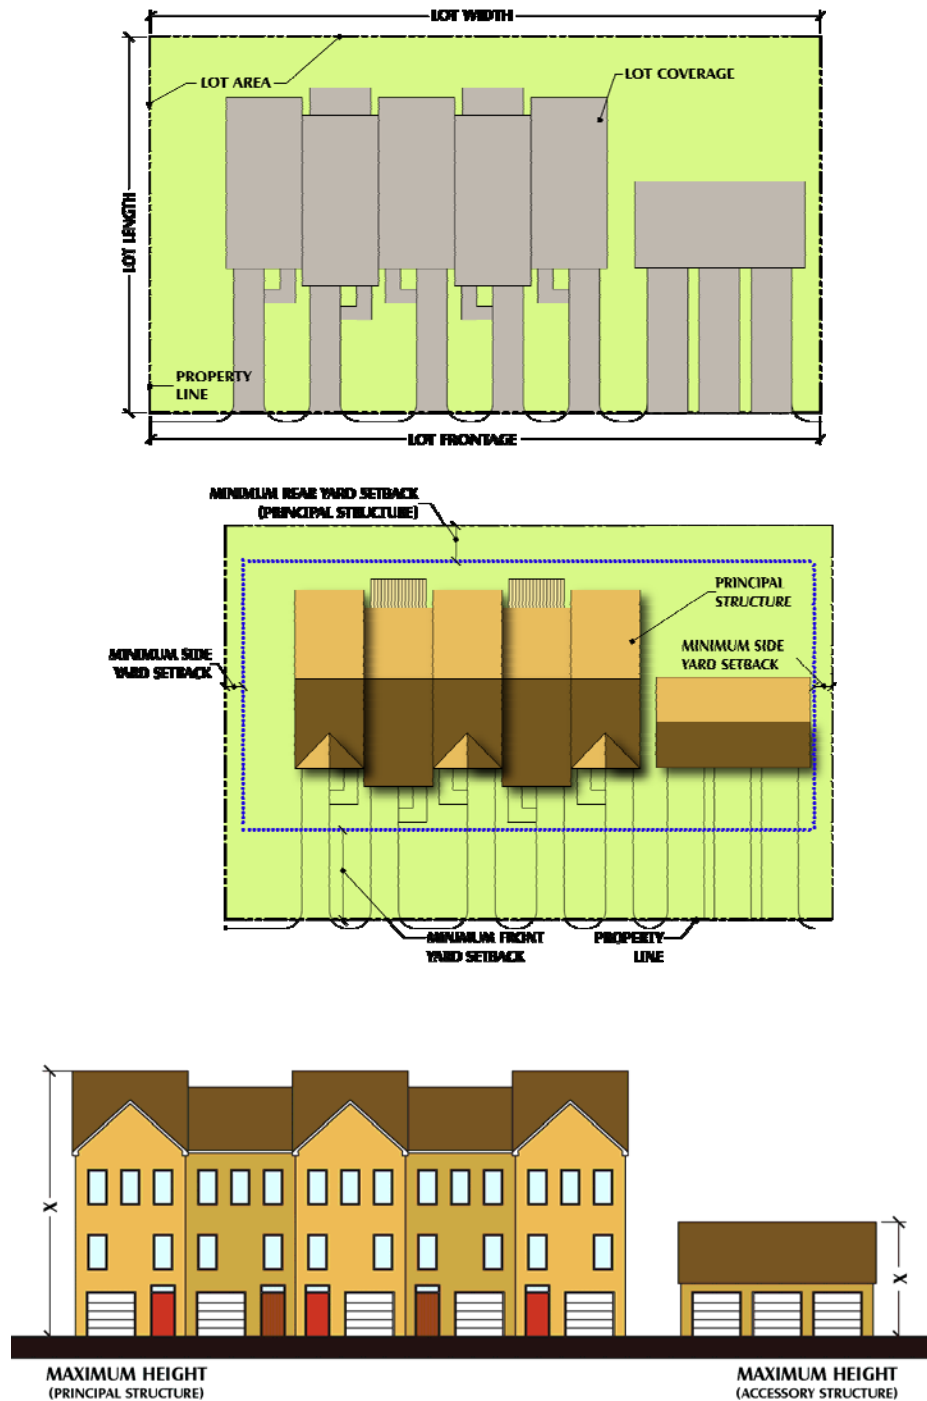 LOT WIDTH
LOT AREA
LOT COVERAGE
LOT LENGTH
PROPERTY
LINE
LOT FRONTAGE
MINIMUM REAR YARD SETBACK
(PRINCIPAL STRUCTURE)
PRINCIPAL
STRUCTURE
MINIMUM SIDE
YARD SETBACK
MINIMUM SIDE
YARD SETBACK
MINIMUM FRONT
YARD SETBACK
PROPERTY
LINE
X
X
MAXIMUM HEIGHT
(PRINCIPAL STRUCTURE)
MAXIMUM HEIGHT
(ACCESSORY STRUCTURE)